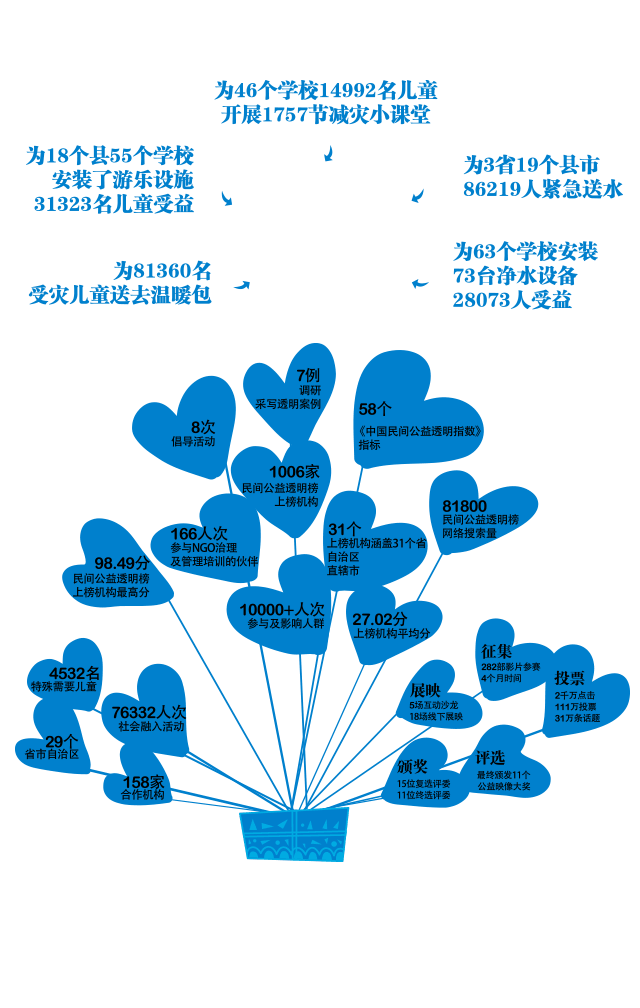 为46个学校14992名儿童
开展1757节减灾小课堂
为18个县55个学校
安装了游乐设施
31323名儿童受益
为3省19个县市
86219人紧急送水
为81360名
受灾儿童送去温暖包
为63个学校安装
73台净水设备
28073人受益
7例
调研
采写透明案例
8次
倡导活动
58个
《中国民间公益透明指数》
指标
1006家
民间公益透明榜
上榜机构
81800
民间公益透明榜
网络搜索量
166人次
参与NGO治理
及管理培训的伙伴
31个
上榜机构涵盖31个省
自治区
直辖市
98.49分
民间公益透明榜
上榜机构最高分
10000+人次
参与及影响人群
27.02分
上榜机构平均分
4532名
特殊需要儿童
76332人次
社会融入活动
29个
省市自治区
158家
合作机构
征集
282部影片参赛
4个月时间
投票
2千万点击
111万投票
31万条话题
展映
5场互动沙龙
18场线下展映
颁奖
15位复选评委
11位终选评委
评选
最终颁发11个
公益映像大奖